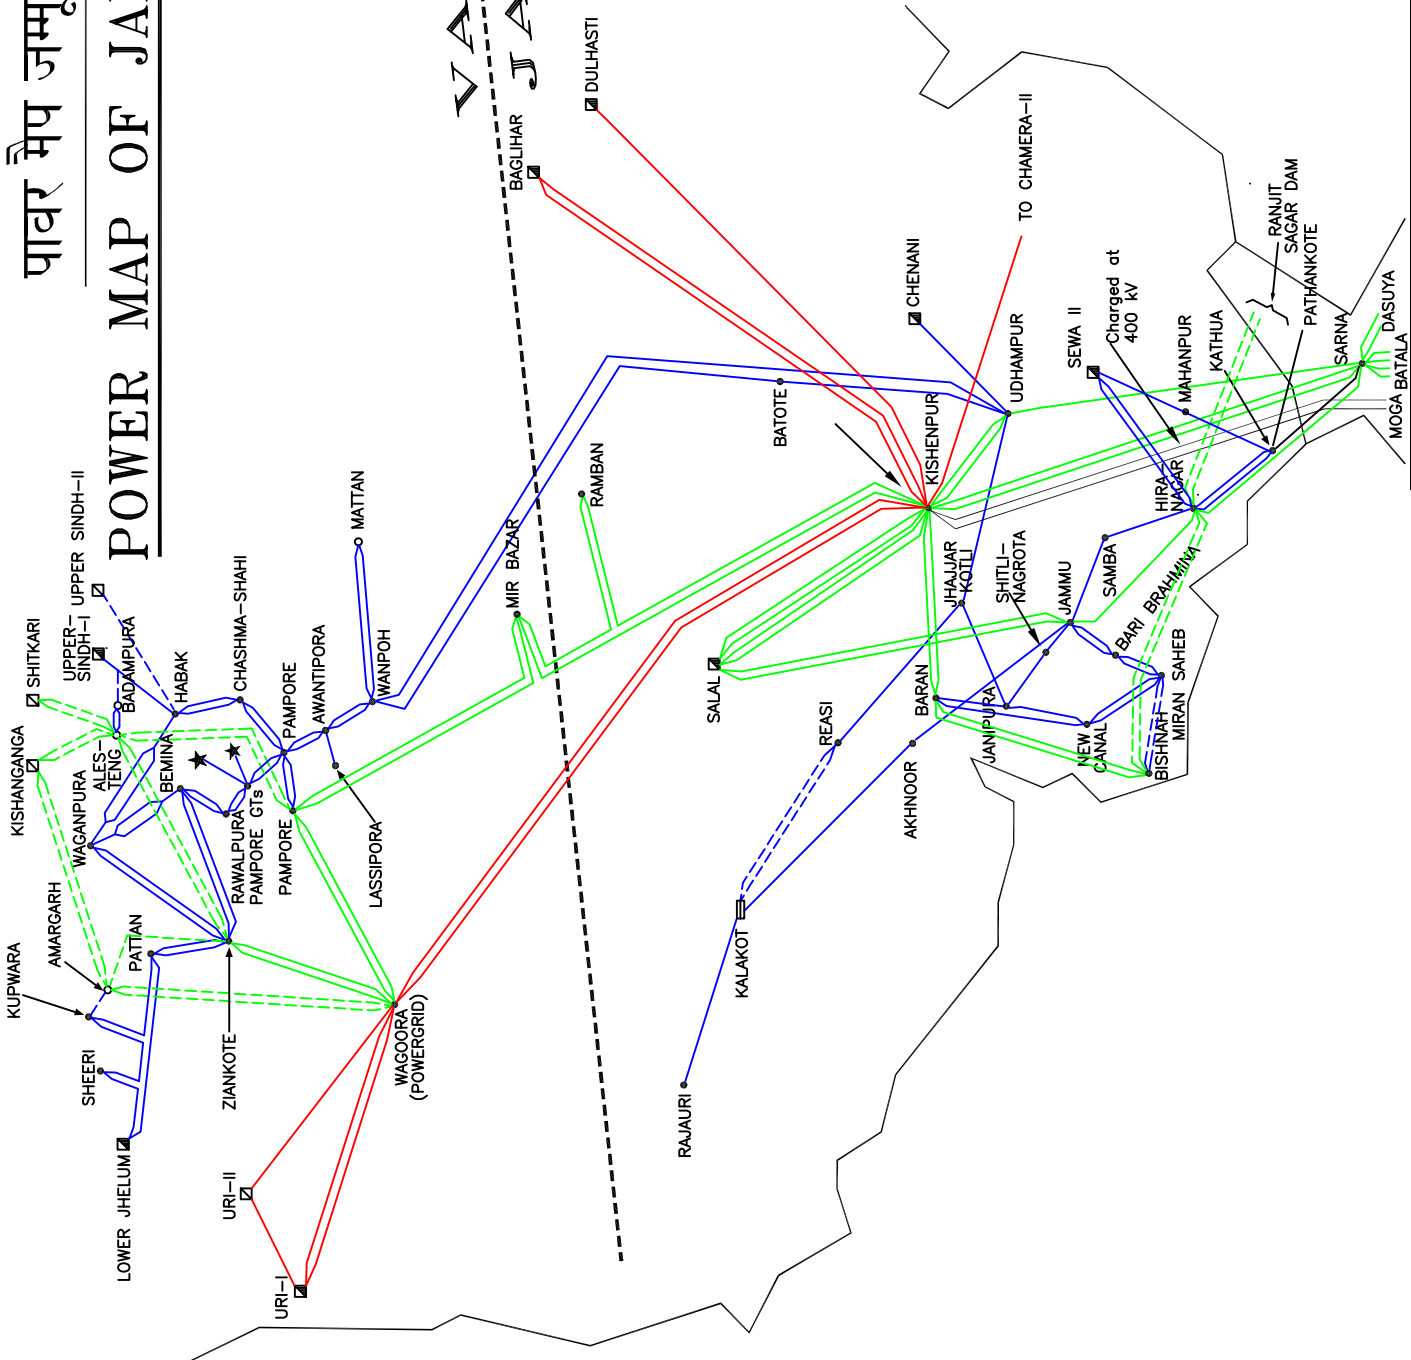 पावर मैप जम्मू
POWER MAP OF JA
VA
JA
DULHASTI
BAGLIHAR
TO CHAMERA-II
RANJIT
SAGAR DAM
PATHANKOTE
CHENANI
UDHAMPUR
SEWA II
Charged at
400 kV
MAHANPUR
KATHUA
SARNA
DASUYA
BATALA
MOGA
BATOTE
KISHENPUR
HIRA-
NAGAR
RAMBAN
MATTAN
MIR BAZAR
UPPER SINDH-II
UPPER-
SINDH-I
SHITKARI
BADAMPURA
HABAK
CHASHMA-SHAHI
PAMPORE
AWANTIPORA
WANPOH
KISHANGANGA
ALES-
TENG
WAGANPURA
BEMINA
RAWALPURA
PAMPORE GTs
PAMPORE
LASSIPORA
SALAL
JHAJJAR
KOTLI
SHITLI-
NAGROTA
JAMMU
SAMBA
BARI BRAHMINA
BARAN
REASI
JANIPURA
NEW
CANAL
BISHNAH
MIRAN SAHEB
AKHNOOR
KALAKOT
RAJAURI
KUPWARA
AMARGARH
PATTAN
SHEERI
ZIANKOTE
WAGOORA
(POWERGRID)
LOWER JHELUM
URI-II
URI-I